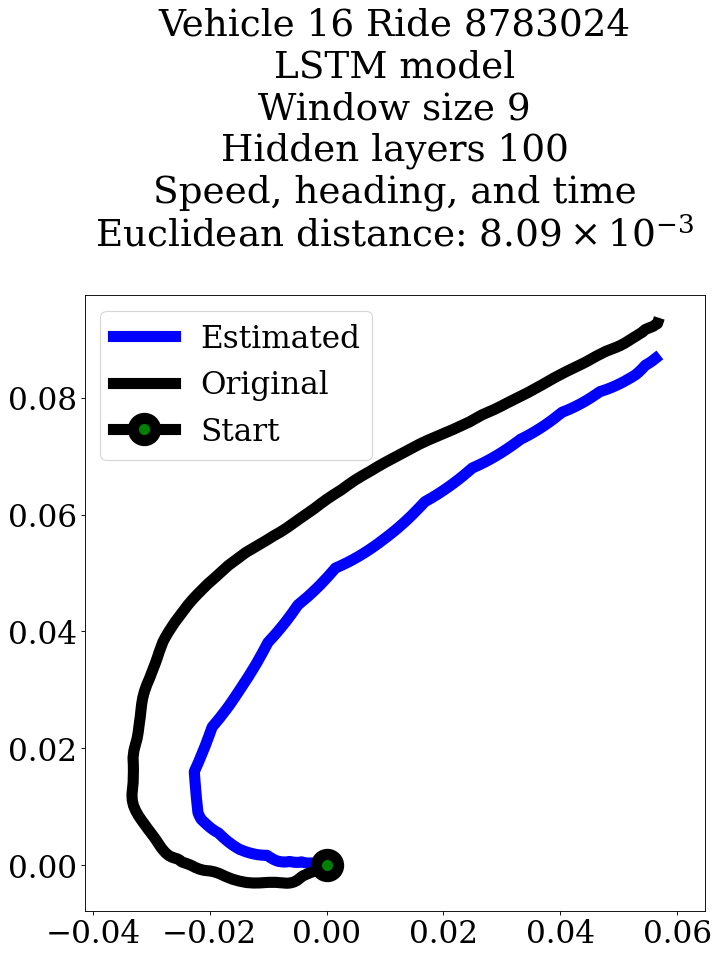 Vehicle 16 Ride 8783024
LSTM model
Window size 9
Hidden layers 100
Speed, heading, and time
Euclidean distance: 8.09 × 10⁻³
Estimated
Original
Start
0.08
0.06
0.04
0.02
0.00
−0.04 −0.02 0.00 0.02 0.04 0.06